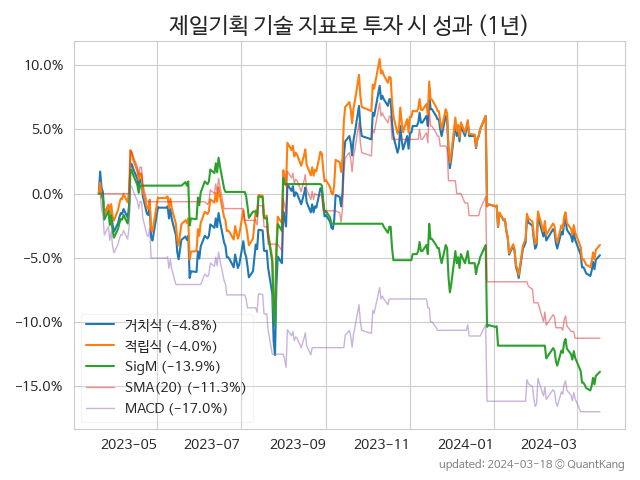 제일기획 기술 지표로 투자 시 성과 (1년)
10.0%
5.0%
0.0%
−5.0%
−10.0%
−15.0%
거치식 (−4.8%)
적립식 (−4.0%)
SigM (−13.9%)
SMA(20) (−11.3%)
MACD (−17.0%)
2023-05 2023-07 2023-09 2023-11 2024-01 2024-03
updated: 2024-03-18 © QuantKang